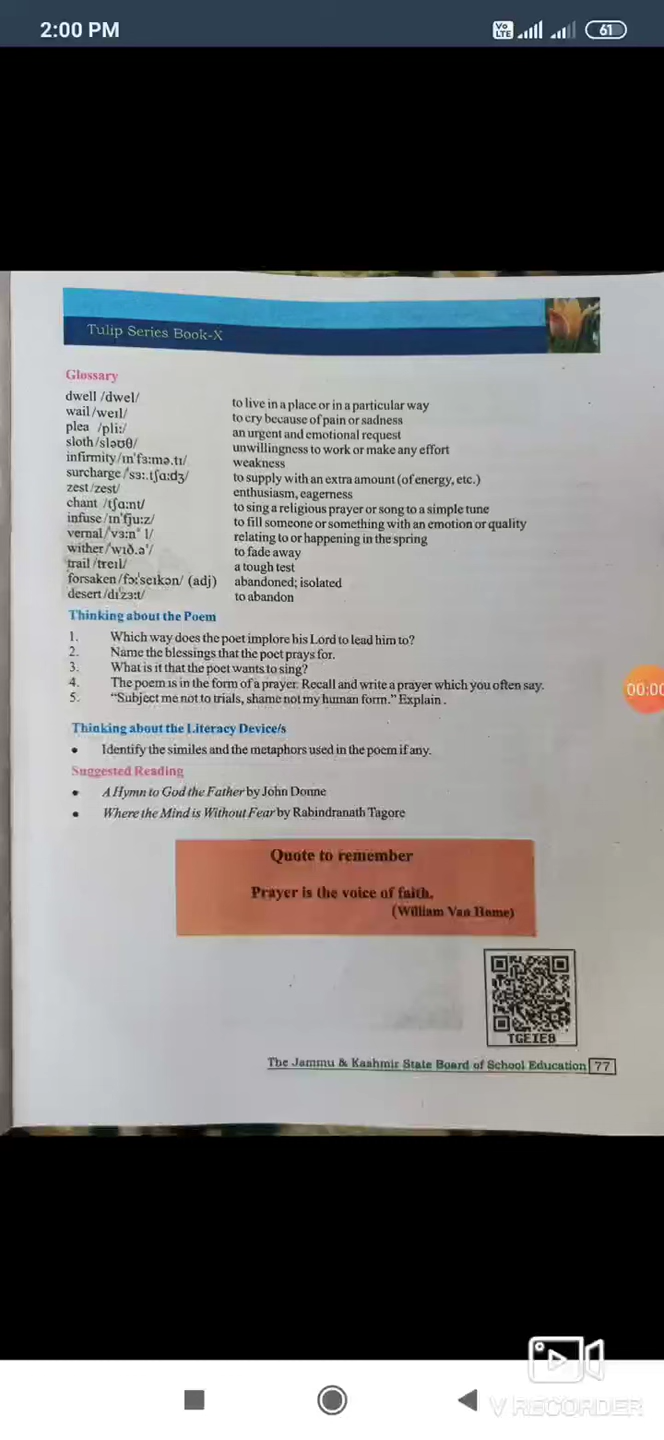 2:00 PM
Vo LTE
61
Tulip Series Book-X
Glossary
dwell /dwel/ to live in a place or in a particular way
wail /weɪl/ to cry because of pain or sadness
plea /pli:/ an urgent and emotional request
sloth /sləʊθ/ unwillingness to work or make any effort
infirmity /ɪnˈfɜ:mə.tɪ/ weakness
surcharge /ˈsɜ:.tʃɑ:dʒ/ to supply with an extra amount (of energy, etc.)
zest /zest/ enthusiasm, eagerness
chant /tʃɑ:nt/ to sing a religious prayer or song to a simple tune
infuse /ɪnˈfju:z/ to fill someone or something with an emotion or quality
vernal /ˈvɜ:nᵊl/ relating to or happening in the spring
wither /ˈwɪð.əʳ/ to fade away
trail /treɪl/ a tough test
forsaken /fɔ:ˈseɪkən/ (adj) abandoned; isolated
desert /dɪˈzɜ:t/ to abandon
Thinking about the Poem
1. Which way does the poet implore his Lord to lead him to?
2. Name the blessings that the poet prays for.
3. What is it that the poet wants to sing?
4. The poem is in the form of a prayer. Recall and write a prayer which you often say.
5. “Subject me not to trials, shame not my human form.” Explain.
Thinking about the Literacy Device/s
• Identify the similes and the metaphors used in the poem if any.
Suggested Reading
• A Hymn to God the Father by John Donne
• Where the Mind is Without Fear by Rabindranath Tagore
Quote to remember
Prayer is the voice of faith.
(William Van Home)
TGEIE8
The Jammu & Kashmir State Board of School Education 77
00:00
V RECORDER